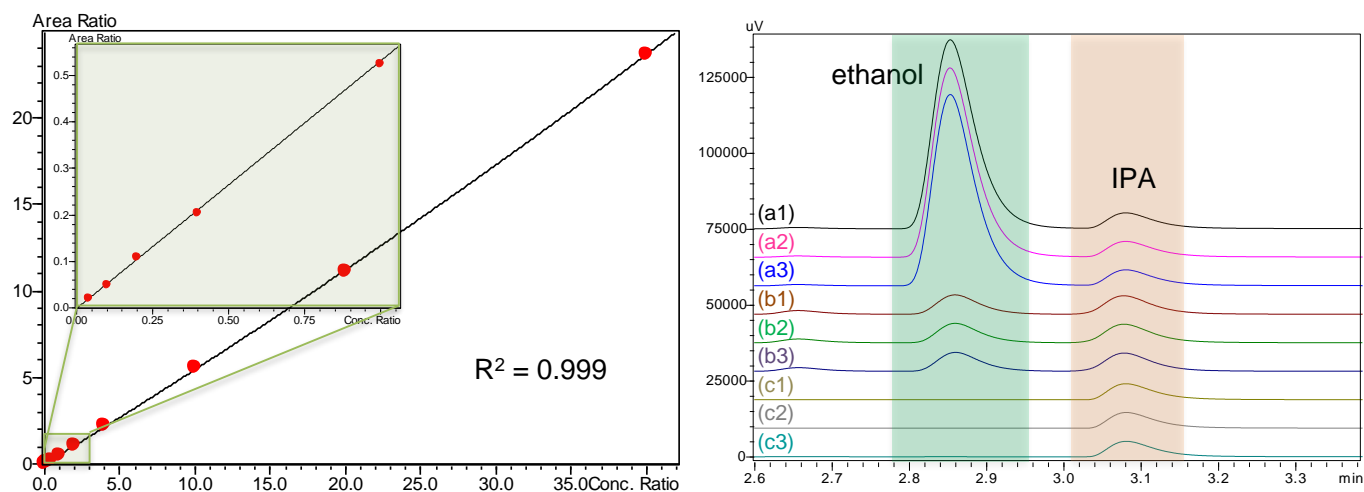 Area Ratio
Area Ratio
0.5
0.4
0.3
0.2
0.1
0.0
0.00 0.25 0.50 0.75 Conc. Ratio
20
15
10
5
0
0.0 5.0 10.0 15.0 20.0 25.0 30.0 35.0 Conc. Ratio
R² = 0.999
uV
125000
100000
75000
50000
25000
0
ethanol
IPA
(a1)
(a2)
(a3)
(b1)
(b2)
(b3)
(c1)
(c2)
(c3)
2.6 2.7 2.8 2.9 3.0 3.1 3.2 3.3 min